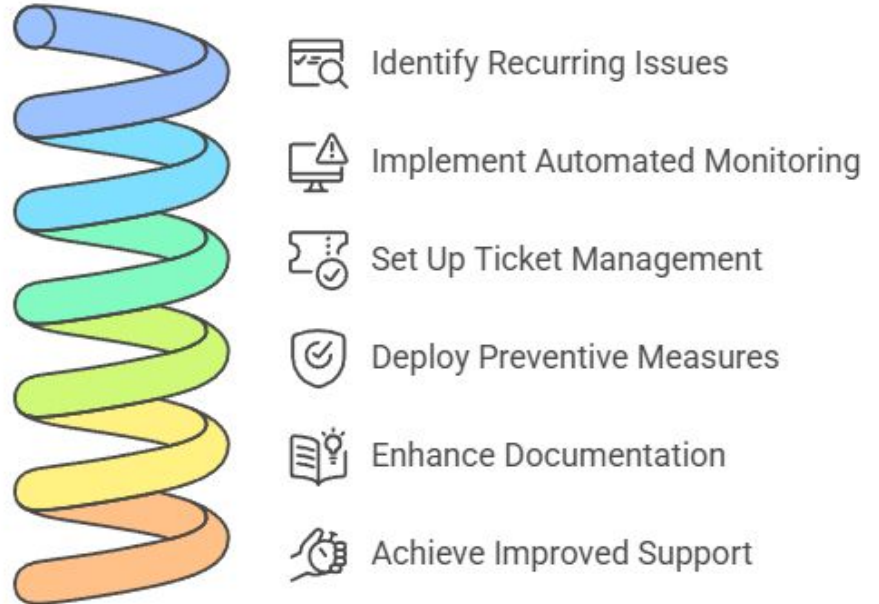 Identify Recurring Issues
Implement Automated Monitoring
Set Up Ticket Management
Deploy Preventive Measures
Enhance Documentation
Achieve Improved Support